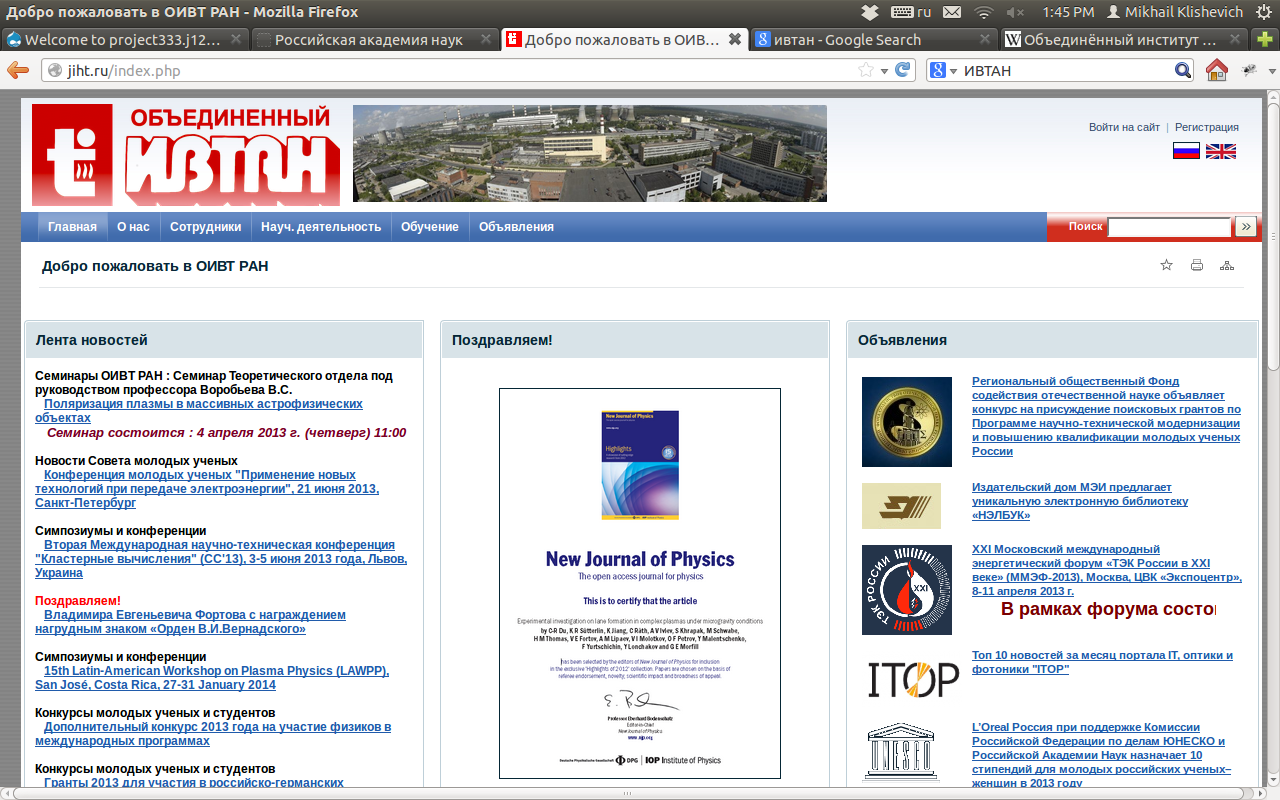 Добро пожаловать в ОИВТ РАН - Mozilla Firefox
ru
1:45 PM
Mikhail Klishevich
Welcome to project333.j12...
Российская академия наук
Добро пожаловать в ОИВ...
ивтан - Google Search
Объединённый институт ...
jiht.ru/index.php
ИВТАН
ОБЪЕДИНЕННЫЙ
ИВТАН
Войти на сайт | Регистрация
Главная
О нас
Сотрудники
Науч. деятельность
Обучение
Объявления
Поиск
Добро пожаловать в ОИВТ РАН
Лента новостей
Семинары ОИВТ РАН : Семинар Теоретического отдела под
руководством профессора Воробьева В.С.
Поляризация плазмы в массивных астрофизических
объектах
Семинар состоится : 4 апреля 2013 г. (четверг) 11:00
Новости Совета молодых ученых
Конференция молодых ученых "Применение новых
технологий при передаче электроэнергии", 21 июня 2013,
Санкт-Петербург
Симпозиумы и конференции
Вторая Международная научно-техническая конференция
"Кластерные вычисления" (CC'13), 3-5 июня 2013 года, Львов,
Украина
Поздравляем!
Владимира Евгеньевича Фортова с награждением
нагрудным знаком «Орден В.И.Вернадского»
Симпозиумы и конференции
15th Latin-American Workshop on Plasma Physics (LAWPP),
San José, Costa Rica, 27-31 January 2014
Конкурсы молодых ученых и студентов
Дополнительный конкурс 2013 года на участие физиков в
международных программах
Конкурсы молодых ученых и студентов
Гранты 2013 для участия в российско-германских
Поздравляем!
New Journal of Physics
Highlights
New Journal of Physics
The open access journal for physics
This is to certify that the article
Experimental investigation on lane formation in complex plasmas under microgravity conditions
by C-R Du, K R Sütterlin, K Jiang, C Räth, A V Ivlev, S Khrapak, M Schwabe,
H M Thomas, V E Fortov, A M Lipaev, V I Molotkov, O F Petrov, Y Malentschenko,
F Yurtschichin, Y Lonchakov and G E Morfill
has been selected by the editors of New Journal of Physics for inclusion
in the exclusive 'Highlights of 2012' collection. Papers are chosen on the basis of
referee endorsement, novelty, scientific impact and broadness of appeal.
Professor Eberhard Bodenschatz
Editor-in-Chief
New Journal of Physics
www.njp.org
Deutsche Physikalische Gesellschaft DPG | IOP Institute of Physics
Объявления
Региональный общественный Фонд
содействия отечественной науке объявляет
конкурс на присуждение поисковых грантов по
Программе научно-технической модернизации
и повышению квалификации молодых ученых
России
Издательский дом МЭИ предлагает
уникальную электронную библиотеку
«НЭЛБУК»
ТЭК РОССИИ
XXI
XXI Московский международный
энергетический форум «ТЭК России в XXI
веке» (ММЭФ-2013), Москва, ЦВК «Экспоцентр»,
8-11 апреля 2013 г.
В рамках форума состо
ITOP
Топ 10 новостей за месяц портала IT, оптики и
фотоники "ITOP"
UNESCO
L'Oreal Россия при поддержке Комиссии
Российской Федерации по делам ЮНЕСКО и
Российской Академии Наук назначает 10
стипендий для молодых российских ученых–
женщин в 2013 году